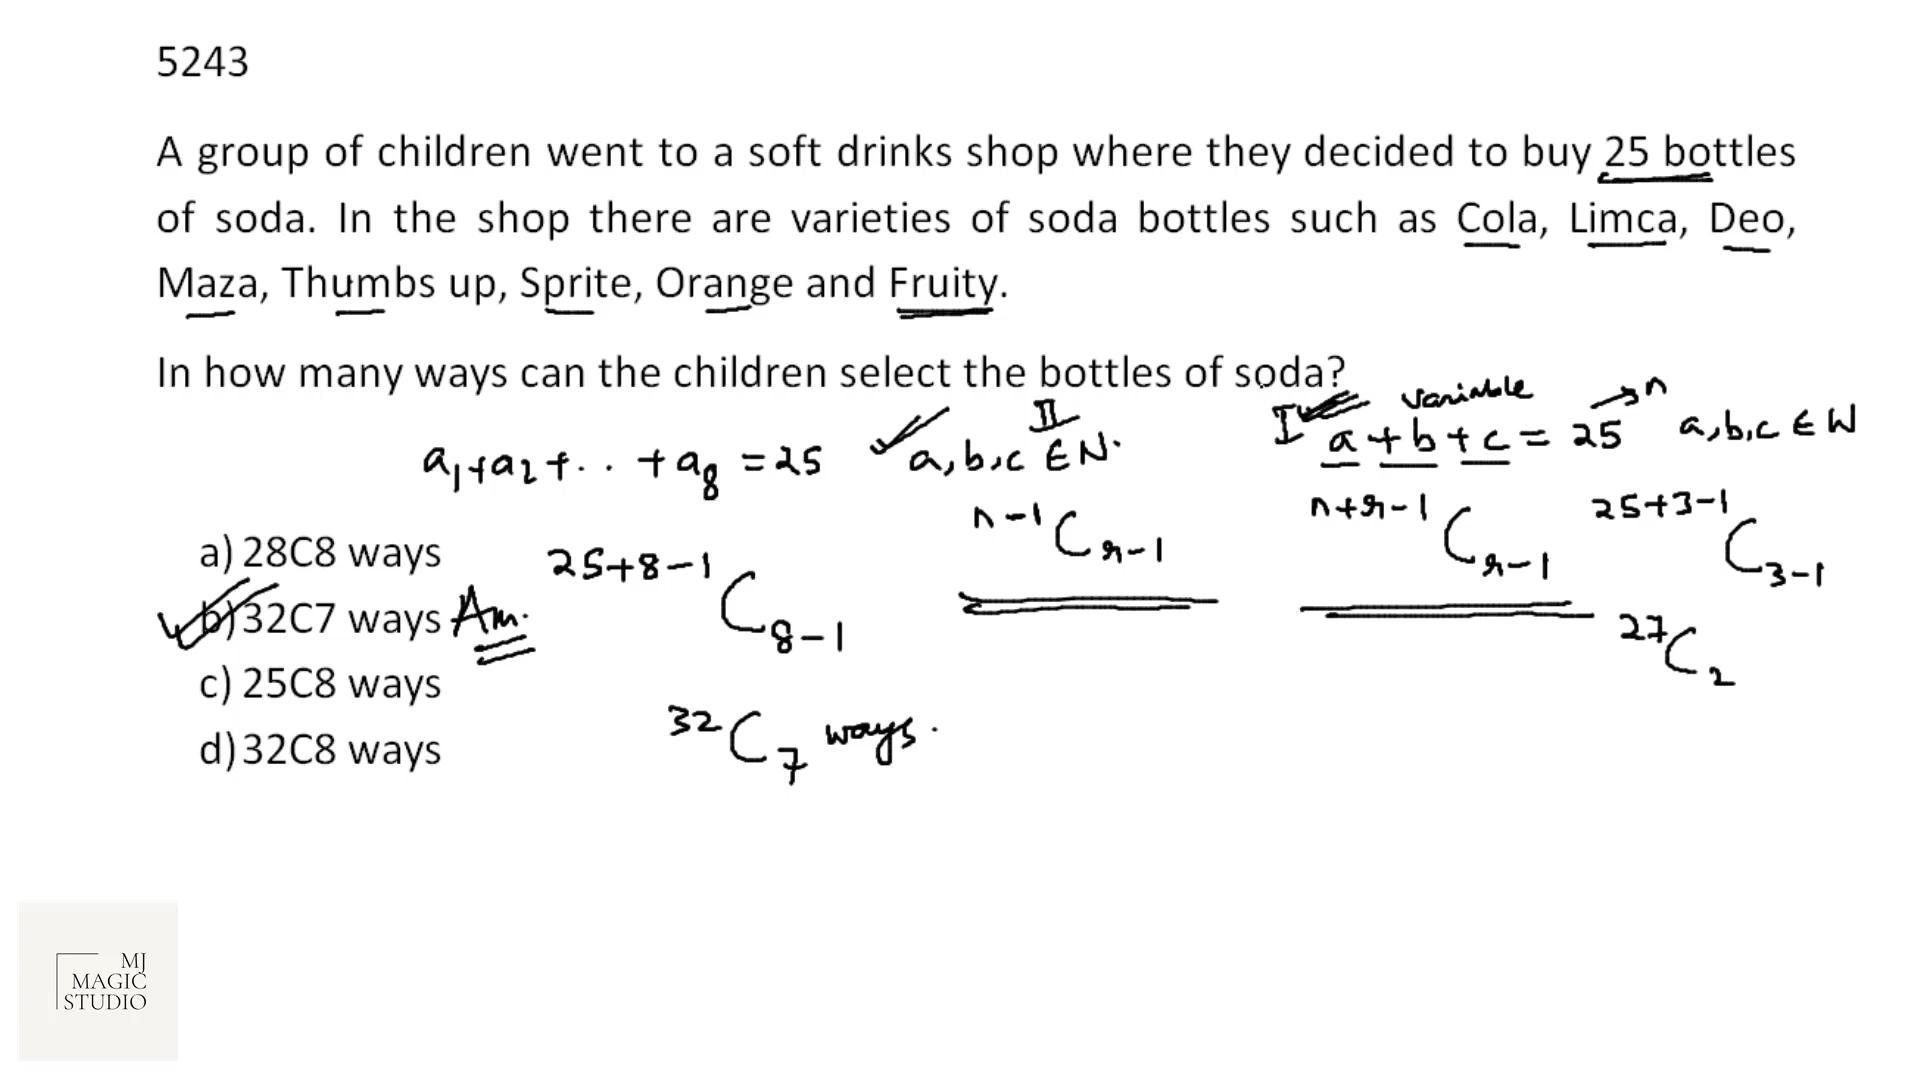 5243
A group of children went to a soft drinks shop where they decided to buy 25 bottles
of soda. In the shop there are varieties of soda bottles such as Cola, Limca, Deo,
Maza, Thumbs up, Sprite, Orange and Fruity.
In how many ways can the children select the bottles of soda?
a₁+a₂+..+a₈ = 25
II
a,b,c ∈ N.
n-1Cr-1
I
variable
a+b+c = 25 → n
a,b,c ∈ W
n+r-1Cr-1
25+3-1C3-1
27C2
a) 28C8 ways
b) 32C7 ways Ans.
c) 25C8 ways
d) 32C8 ways
25+8-1C8-1
32C7 ways.
MJ
MAGIC
STUDIO